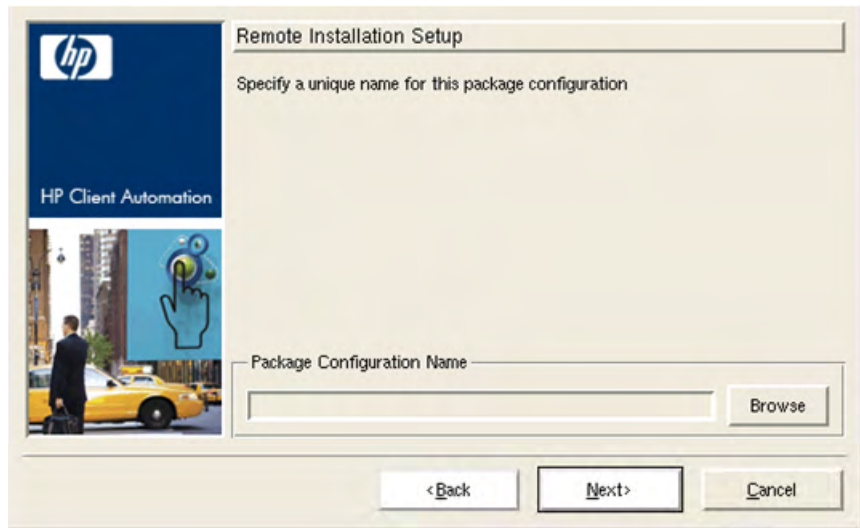 hp
Remote Installation Setup
Specify a unique name for this package configuration
HP Client Automation
Package Configuration Name
Browse
<Back
Next>
Cancel